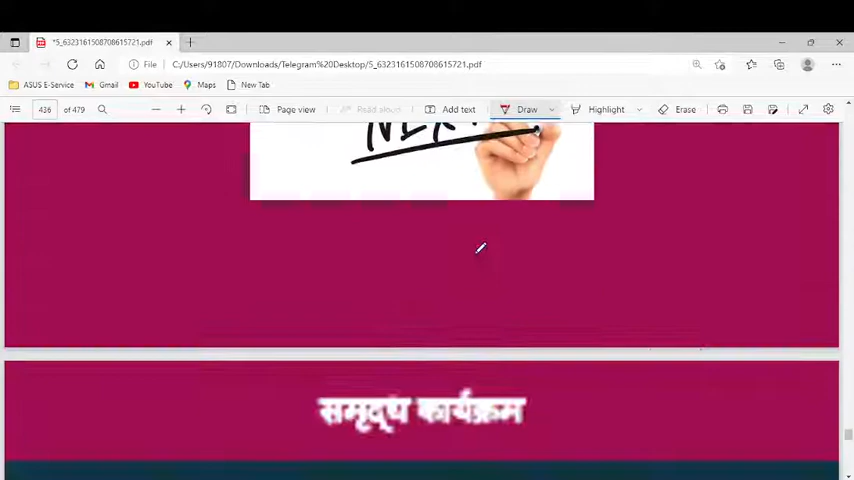 *5_6323161508708615721.pdf
File
C:/Users/91807/Downloads/Telegram%20Desktop/5_6323161508708615721.pdf
ASUS E-Service
Gmail
YouTube
Maps
New Tab
436
of 479
Page view
Read aloud
Add text
Draw
Highlight
Erase
समृद्ध कार्यक्रम